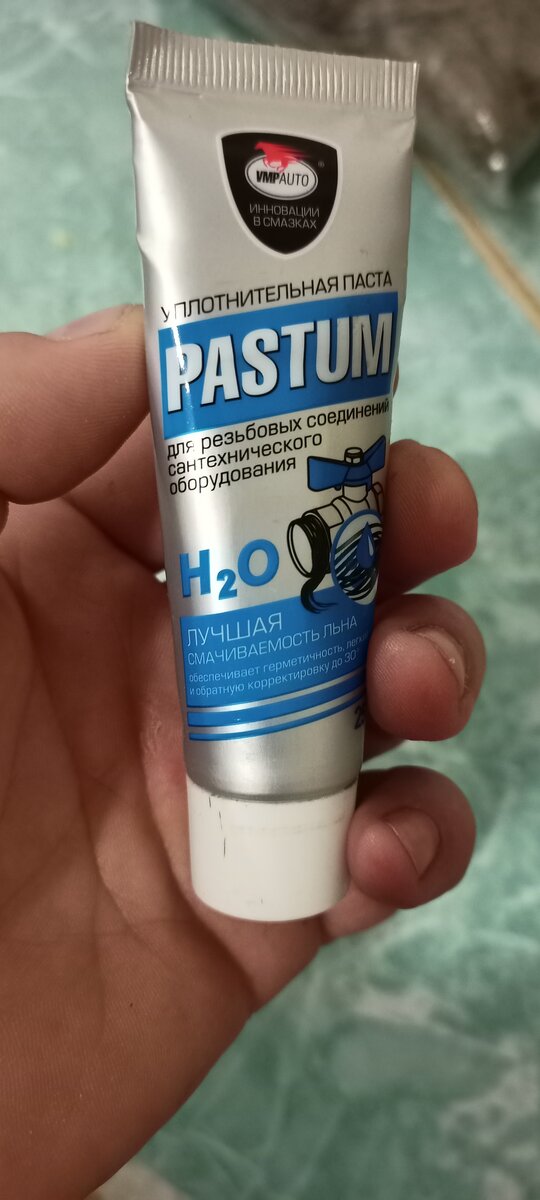 VMPAUTO
®
ИННОВАЦИИ
В СМАЗКАХ
УПЛОТНИТЕЛЬНАЯ ПАСТА
PASTUM
для резьбовых соединений
сантехнического
оборудования
H₂O
ЛУЧШАЯ
СМАЧИВАЕМОСТЬ ЛЬНА
обеспечивает герметичность,
и обратную корректировку до 30°